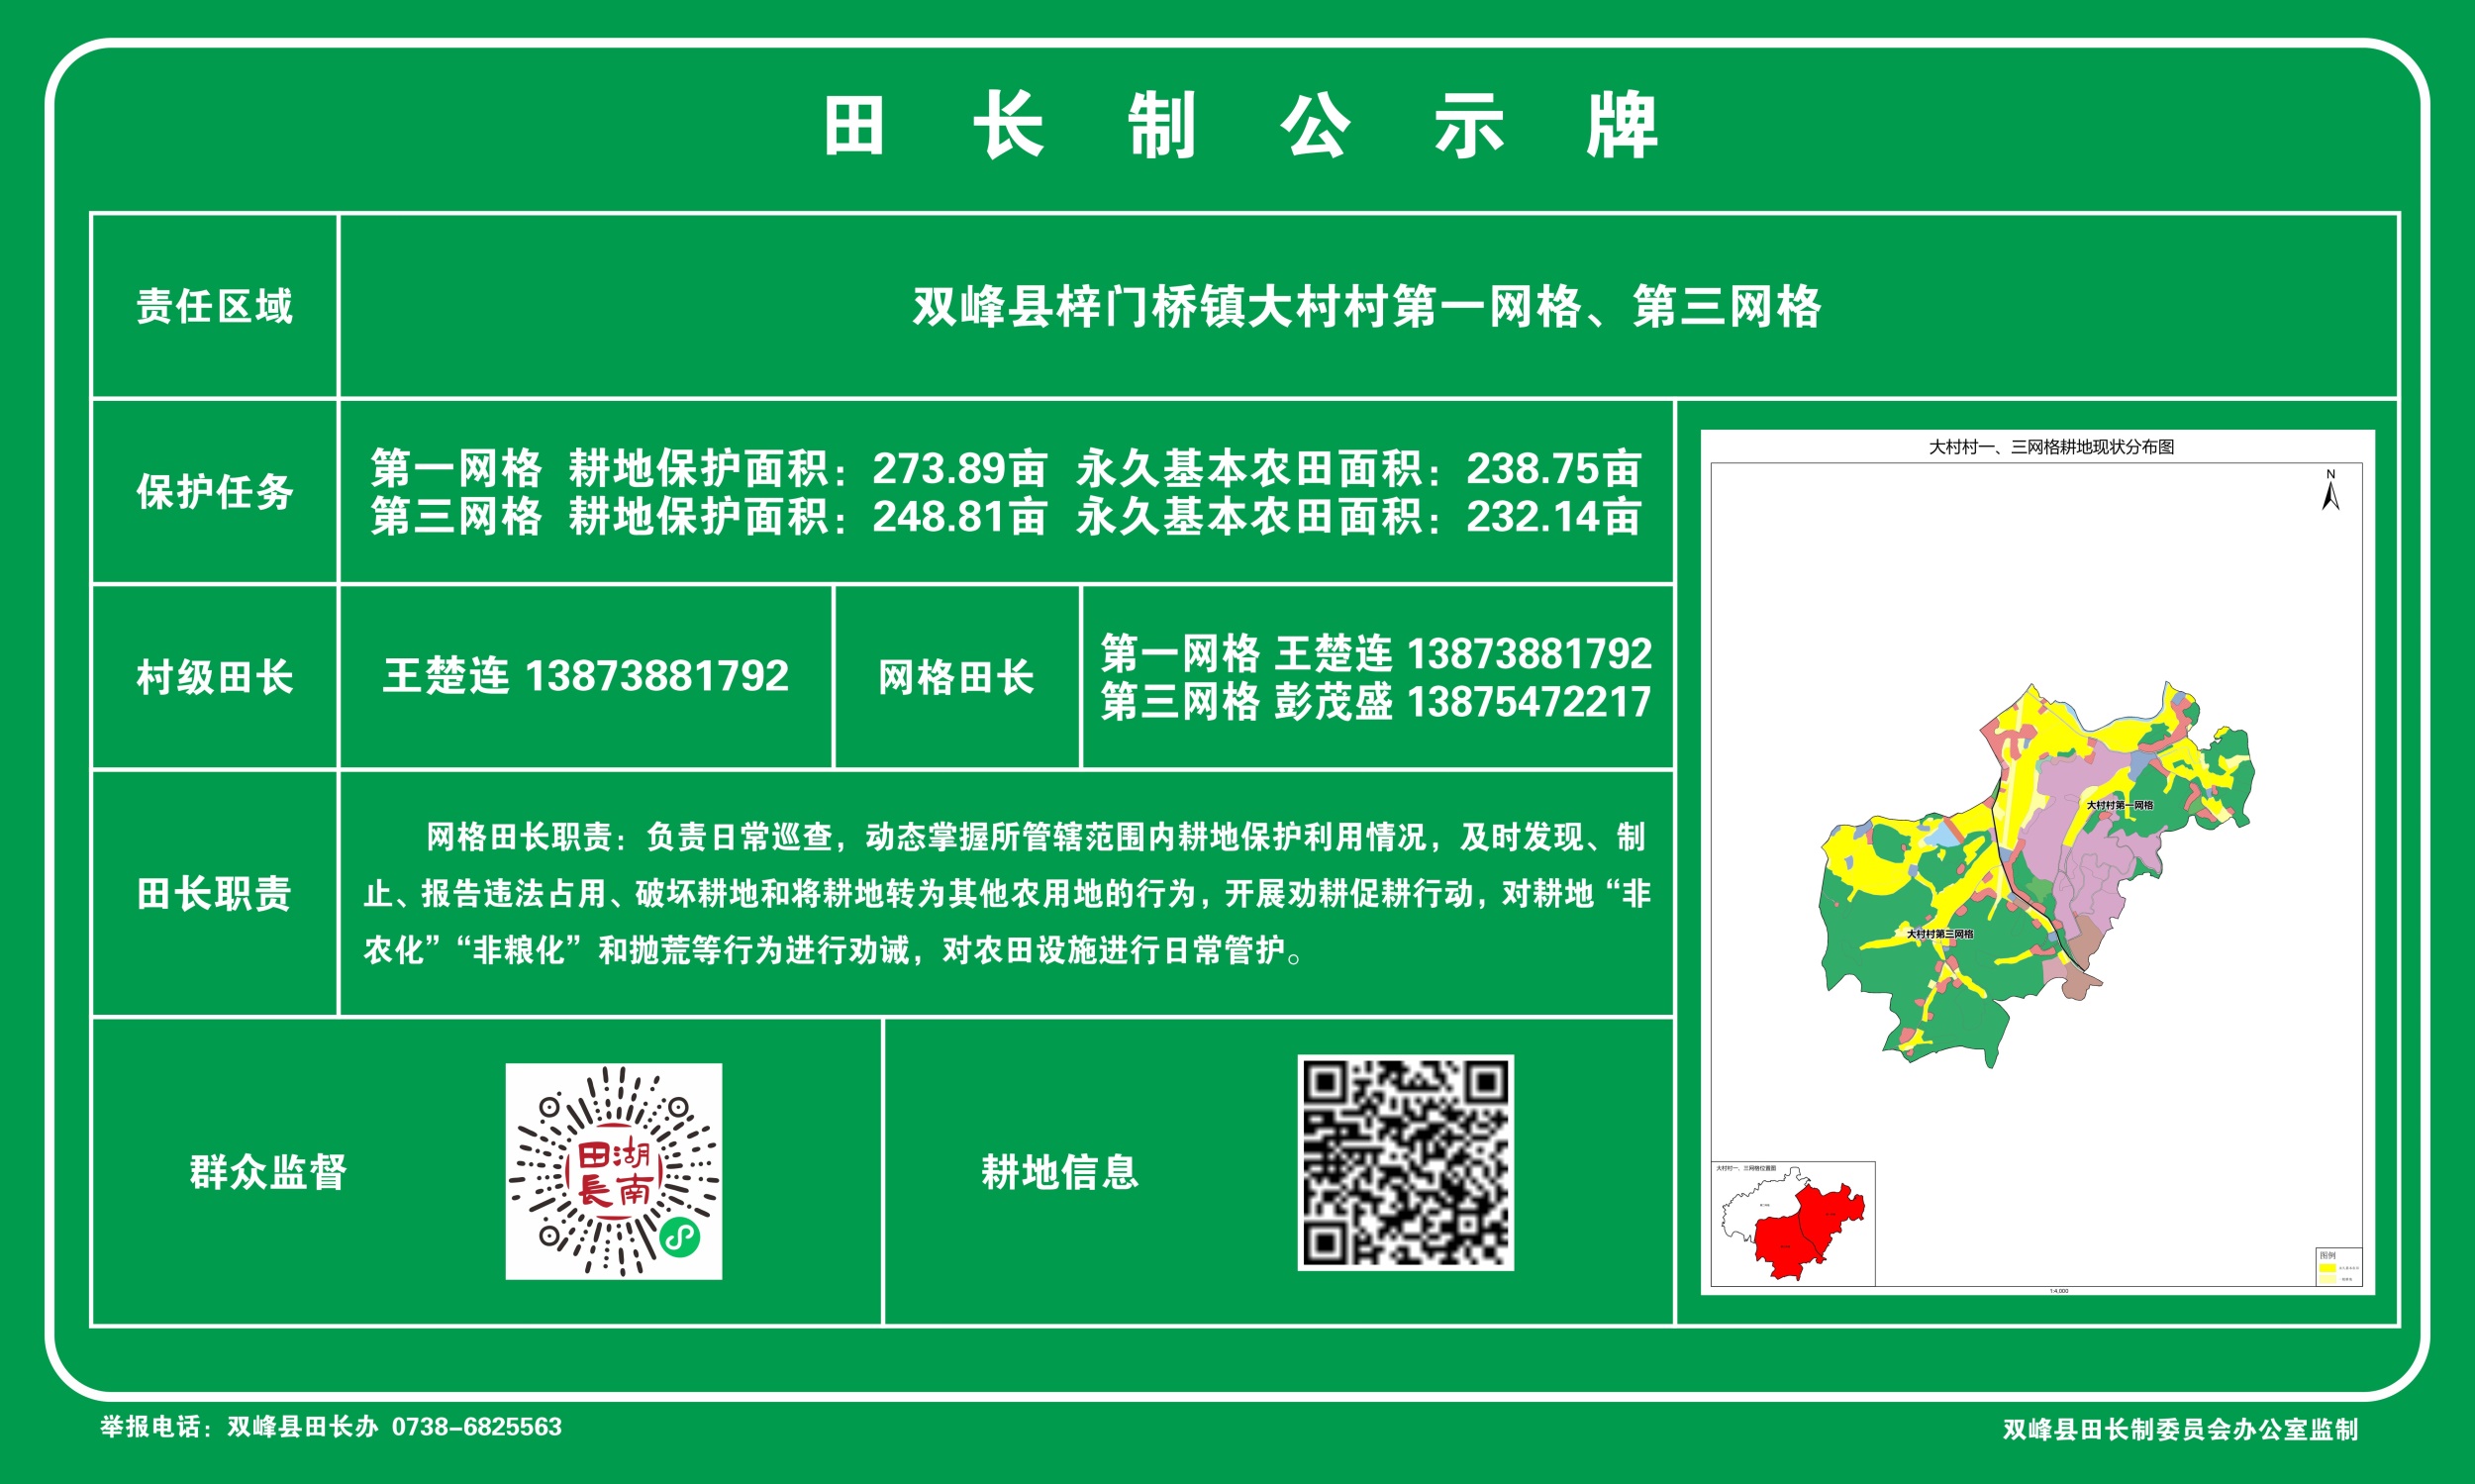 田长制公示牌
责任区域
双峰县梓门桥镇大村村第一网格、第三网格
保护任务
第一网格 耕地保护面积：273.89亩 永久基本农田面积：238.75亩
第三网格 耕地保护面积：248.81亩 永久基本农田面积：232.14亩
村级田长
王楚连 13873881792
网格田长
第一网格 王楚连 13873881792
第三网格 彭茂盛 13875472217
田长职责
网格田长职责：负责日常巡查，动态掌握所管辖范围内耕地保护利用情况，及时发现、制
止、报告违法占用、破坏耕地和将耕地转为其他农用地的行为，开展劝耕促耕行动，对耕地“非
农化”“非粮化”和抛荒等行为进行劝诫，对农田设施进行日常管护。
群众监督
田湖
長南
耕地信息
大村村一、三网格耕地现状分布图
N
大村村第一网格
大村村第三网格
大村村一、三网格位置图
图例
1:4,000
举报电话：双峰县田长办 0738-6825563
双峰县田长制委员会办公室监制